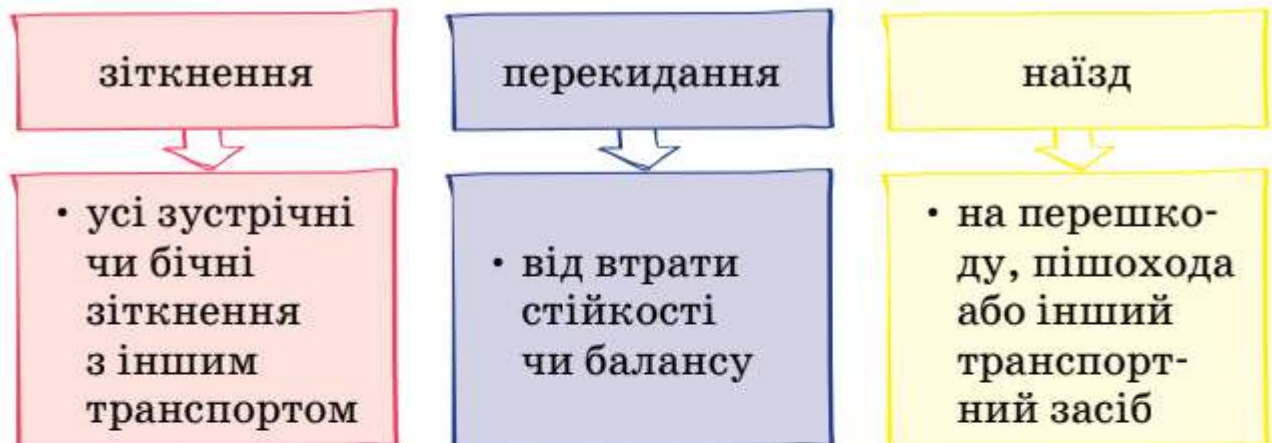 зіткнення
• усі зустрічні
чи бічні
зіткнення
з іншим
транспортом
перекидання
• від втрати
стійкості
чи балансу
наїзд
• на перешко-
ду, пішохода
або інший
транспорт-
ний засіб